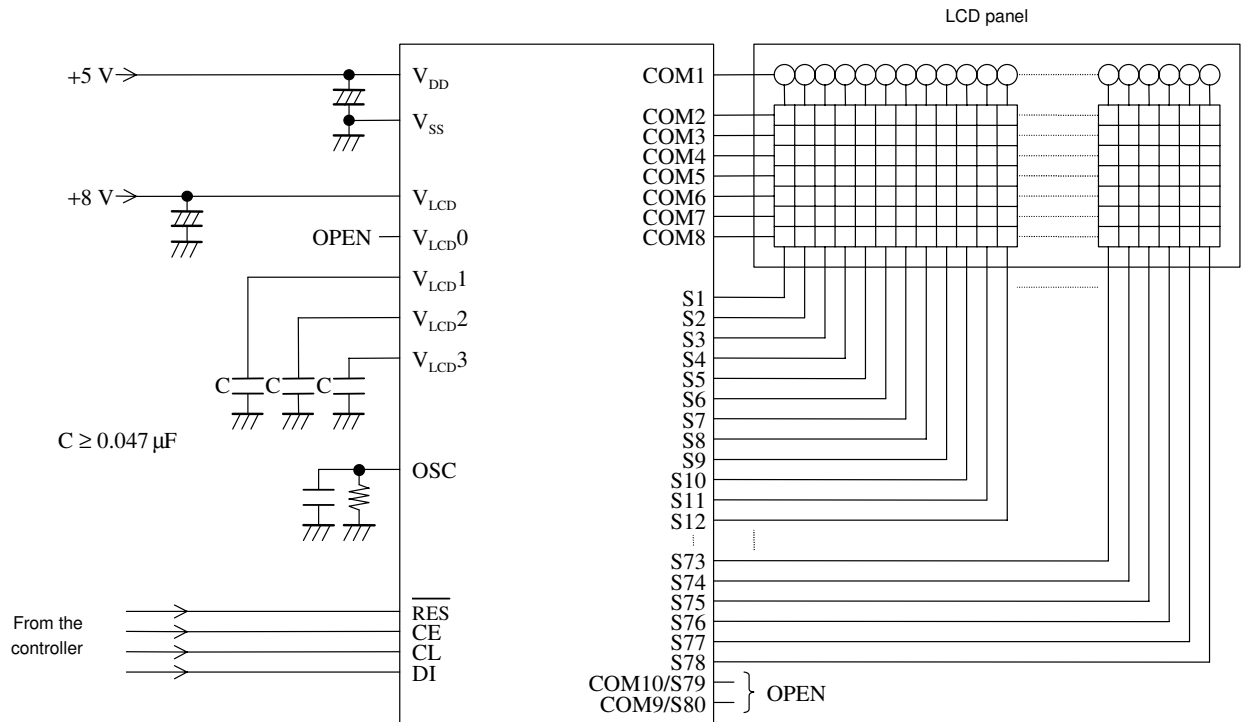 LCD panel
+5 V
VDD
COM1
VSS
COM2
COM3
COM4
COM5
COM6
COM7
COM8
+8 V
VLCD
OPEN
VLCD0
VLCD1
VLCD2
VLCD3
C
C
C
C ≥ 0.047 μF
OSC
S1
S2
S3
S4
S5
S6
S7
S8
S9
S10
S11
S12
S73
S74
S75
S76
S77
S78
From the
controller
RES
CE
CL
DI
COM10/S79
COM9/S80
OPEN